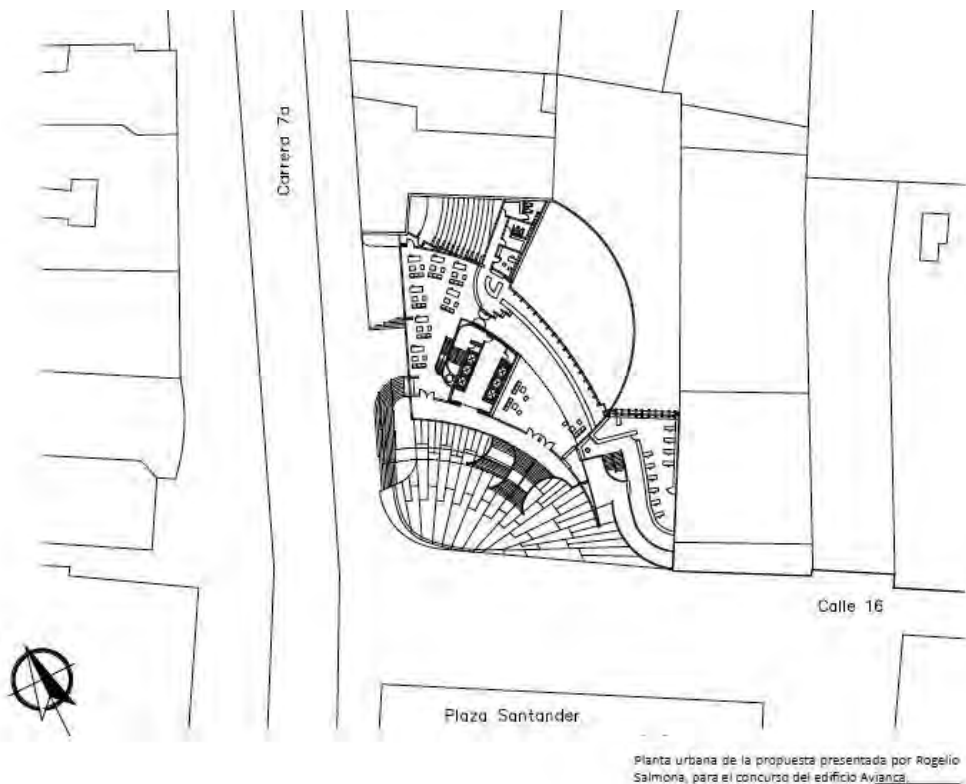 Carrera 7a
Calle 16
Plaza Santander
Planta urbana de la propuesta presentada por Rogelio
Salmona, para el concurso del edificio Avianca.